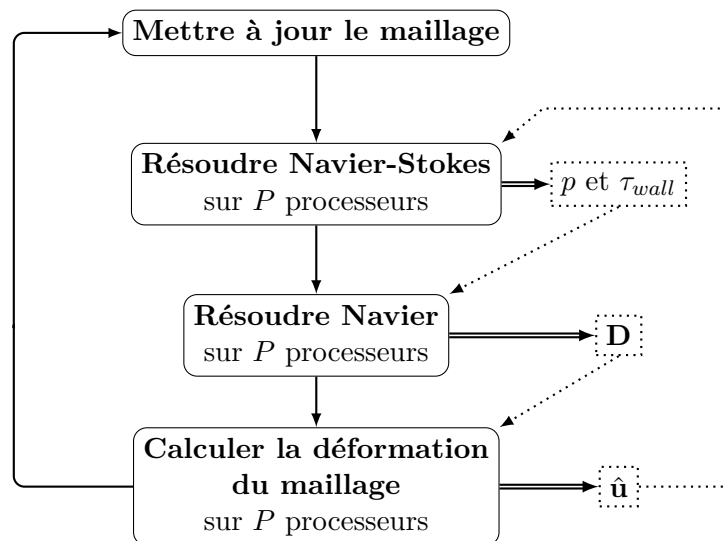 Mettre à jour le maillage
Résoudre Navier-Stokes
sur P processeurs
p et τ_wall
Résoudre Navier
sur P processeurs
D
Calculer la déformation
du maillage
sur P processeurs
û